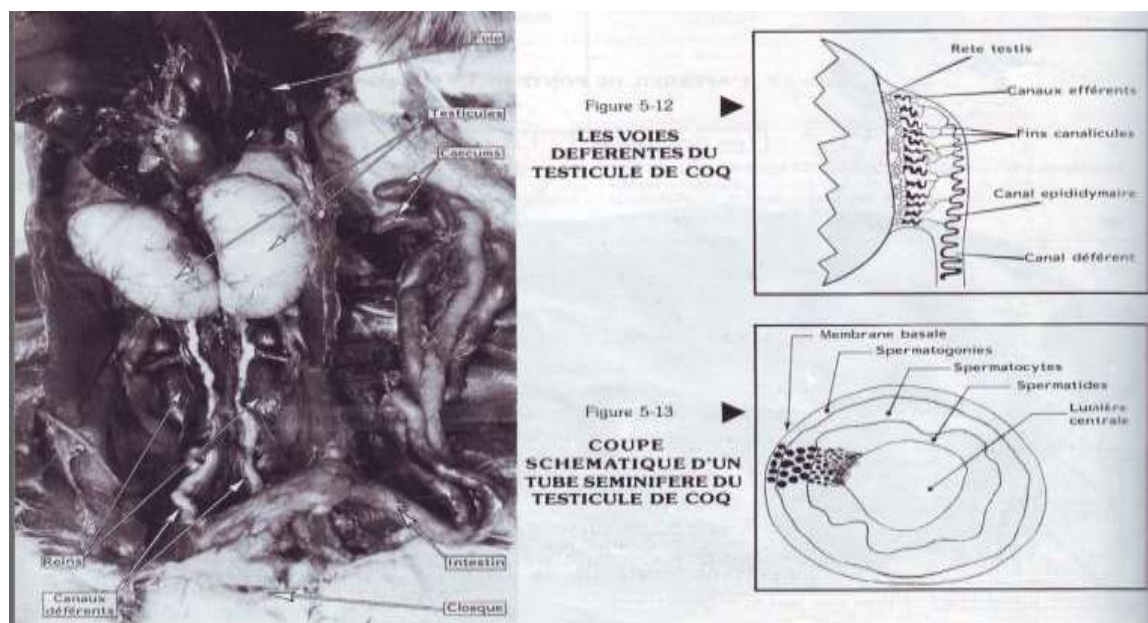 Foie
Testicules
Caecums
Reins
Canaux
déférents
Intestin
Cloaque
Figure 5-12
LES VOIES
DEFERENTES DU
TESTICULE DE COQ
Rete testis
Canaux efférents
Fins canalicules
Canal epididymaire
Canal déférent
Figure 5-13
COUPE
SCHEMATIQUE D'UN
TUBE SEMINIFERE DU
TESTICULE DE COQ
Membrane basale
Spermatogonies
Spermatocytes
Spermatides
Lumière
centrale